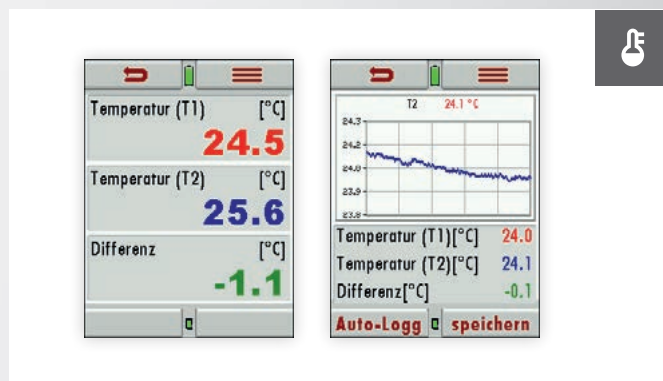 Temperatur (T1) [°C]
24.5
Temperatur (T2) [°C]
25.6
Differenz [°C]
-1.1
T2 24.1 °C
24.3
24.2
24.0
23.9
23.8
Temperatur (T1)[°C] 24.0
Temperatur (T2)[°C] 24.1
Differenz[°C] -0.1
Auto-Logg speichern